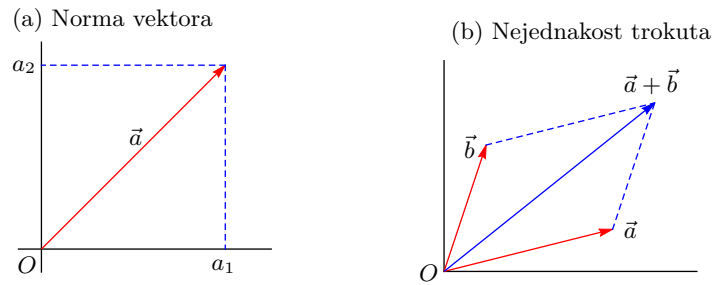 (a) Norma vektora
a₂
a⃗
O
a₁
(b) Nejednakost trokuta
a⃗ + b⃗
b⃗
a⃗
O